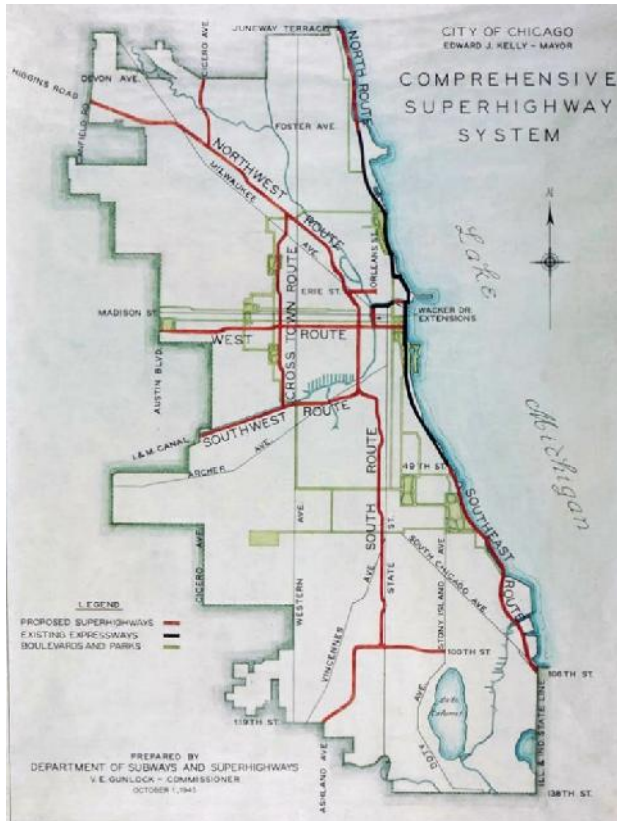 CITY OF CHICAGO
EDWARD J. KELLY - MAYOR
COMPREHENSIVE
SUPERHIGHWAY
SYSTEM
N
JUNEWAY TERRACE
NORTH ROUTE
CICERO AVE.
DEVON AVE.
HIGGINS ROAD
CANFIELD RD.
FOSTER AVE.
NORTHWEST ROUTE
MILWAUKEE AVE.
ORLEANS ST.
ERIE ST.
CROSS TOWN ROUTE
WACKER DR.
EXTENSIONS
MADISON ST.
WEST ROUTE
AUSTIN BLVD.
Lake
Michigan
I. & M. CANAL
SOUTHWEST ROUTE
ARCHER AVE.
49TH ST.
SOUTHEAST ROUTE
SOUTH ROUTE
CICERO AVE.
WESTERN AVE.
VINCENNES AVE.
STATE ST.
STONY ISLAND AVE.
SOUTH CHICAGO AVE.
100TH ST.
106TH ST.
ILL. & IND. STATE LINE
DOTY AVE.
119TH ST.
ASHLAND AVE.
138TH ST.
LEGEND
PROPOSED SUPERHIGHWAYS
EXISTING EXPRESSWAYS
BOULEVARDS AND PARKS
PREPARED BY
DEPARTMENT OF SUBWAYS AND SUPERHIGHWAYS
V. E. GUNLOCK - COMMISSIONER
OCTOBER 1, 1943